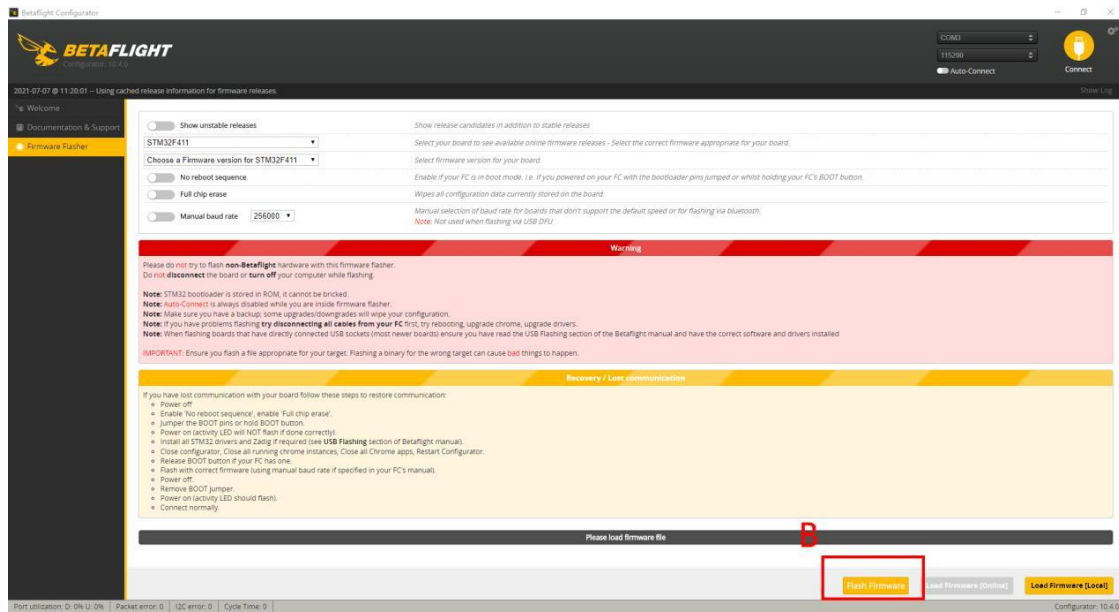 Betaflight Configurator
BETAFLIGHT
Configurator: 10.4.0
COM3
115200
Auto-Connect
Connect
2021-07-07 @ 11:20:01 -- Using cached release information for firmware releases.
Show Log
Welcome
Documentation & Support
Firmware Flasher
Show unstable releases
Show release candidates in addition to stable releases
STM32F411
Select your board to see available online firmware releases - Select the correct firmware appropriate for your board.
Choose a Firmware version for STM32F411
Select firmware version for your board.
No reboot sequence
Enable if your FC is in boot mode. i.e. if you powered on your FC with the bootloader pins jumped or whilst holding your FC's BOOT button.
Full chip erase
Wipes all configuration data currently stored on the board.
Manual baud rate 256000
Manual selection of baud rate for boards that don't support the default speed or for flashing via bluetooth.
Note: Not used when flashing via USB DFU
Warning
Please do not try to flash non-Betaflight hardware with this firmware flasher.
Do not disconnect the board or turn off your computer while flashing.
Note: STM32 bootloader is stored in ROM, it cannot be bricked.
Note: Auto-Connect is always disabled while you are inside firmware flasher.
Note: Make sure you have a backup; some upgrades/downgrades will wipe your configuration.
Note: If you have problems flashing try disconnecting all cables from your FC first, try rebooting, upgrade chrome, upgrade drivers.
Note: When flashing boards that have directly connected USB sockets (most newer boards) ensure you have read the USB Flashing section of the Betaflight manual and have the correct software and drivers installed
IMPORTANT: Ensure you flash a file appropriate for your target. Flashing a binary for the wrong target can cause bad things to happen.
Recovery / Lost communication
If you have lost communication with your board follow these steps to restore communication:
Power off
Enable 'No reboot sequence', enable 'Full chip erase'.
Jumper the BOOT pins or hold BOOT button.
Power on (activity LED will NOT flash if done correctly).
Install all STM32 drivers and Zadig if required (see USB Flashing section of Betaflight manual).
Close configurator, Close all running chrome instances, Close all Chrome apps, Restart Configurator.
Release BOOT button if your FC has one.
Flash with correct firmware (using manual baud rate if specified in your FC's manual).
Power off.
Remove BOOT jumper.
Power on (activity LED should flash).
Connect normally.
Please load firmware file
B
Flash Firmware
Load Firmware [Online]
Load Firmware [Local]
Port utilization: D: 0% U: 0%
Packet error: 0
I2C error: 0
Cycle Time: 0
Configurator: 10.4.0